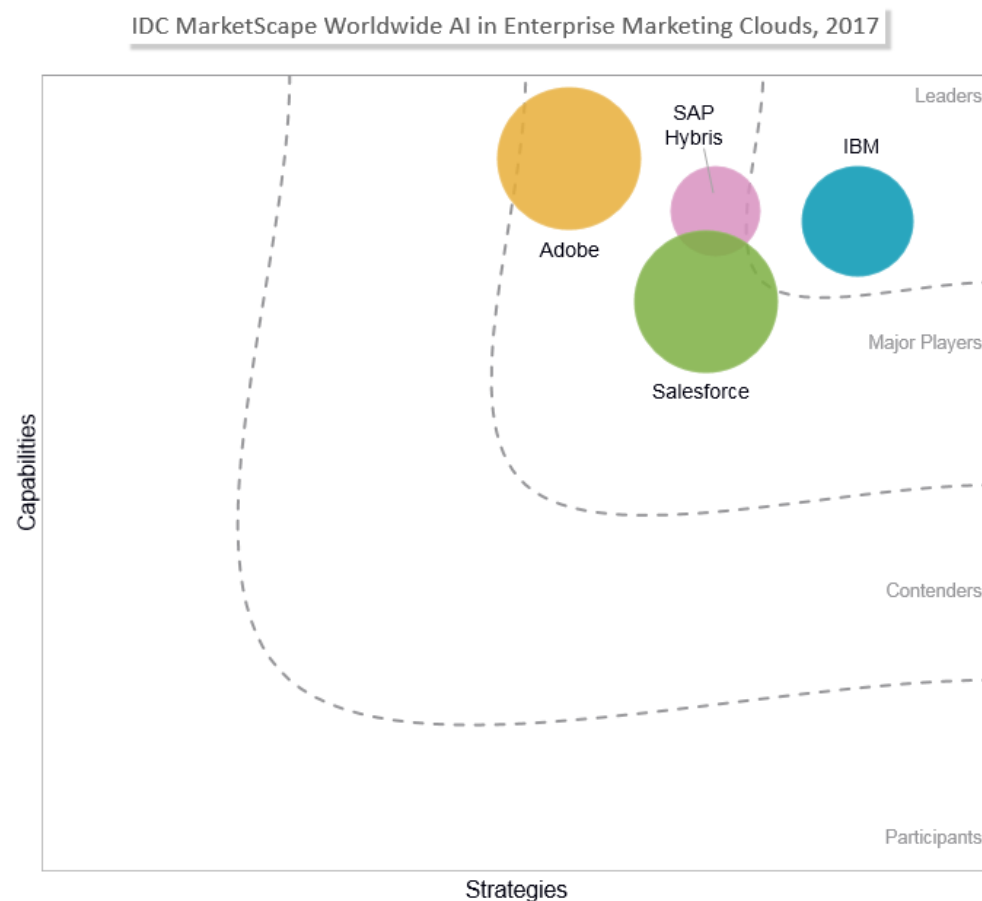 IDC MarketScape Worldwide AI in Enterprise Marketing Clouds, 2017
Leaders
SAP
Hybris
IBM
Adobe
Major Players
Salesforce
Capabilities
Contenders
Participants
Strategies